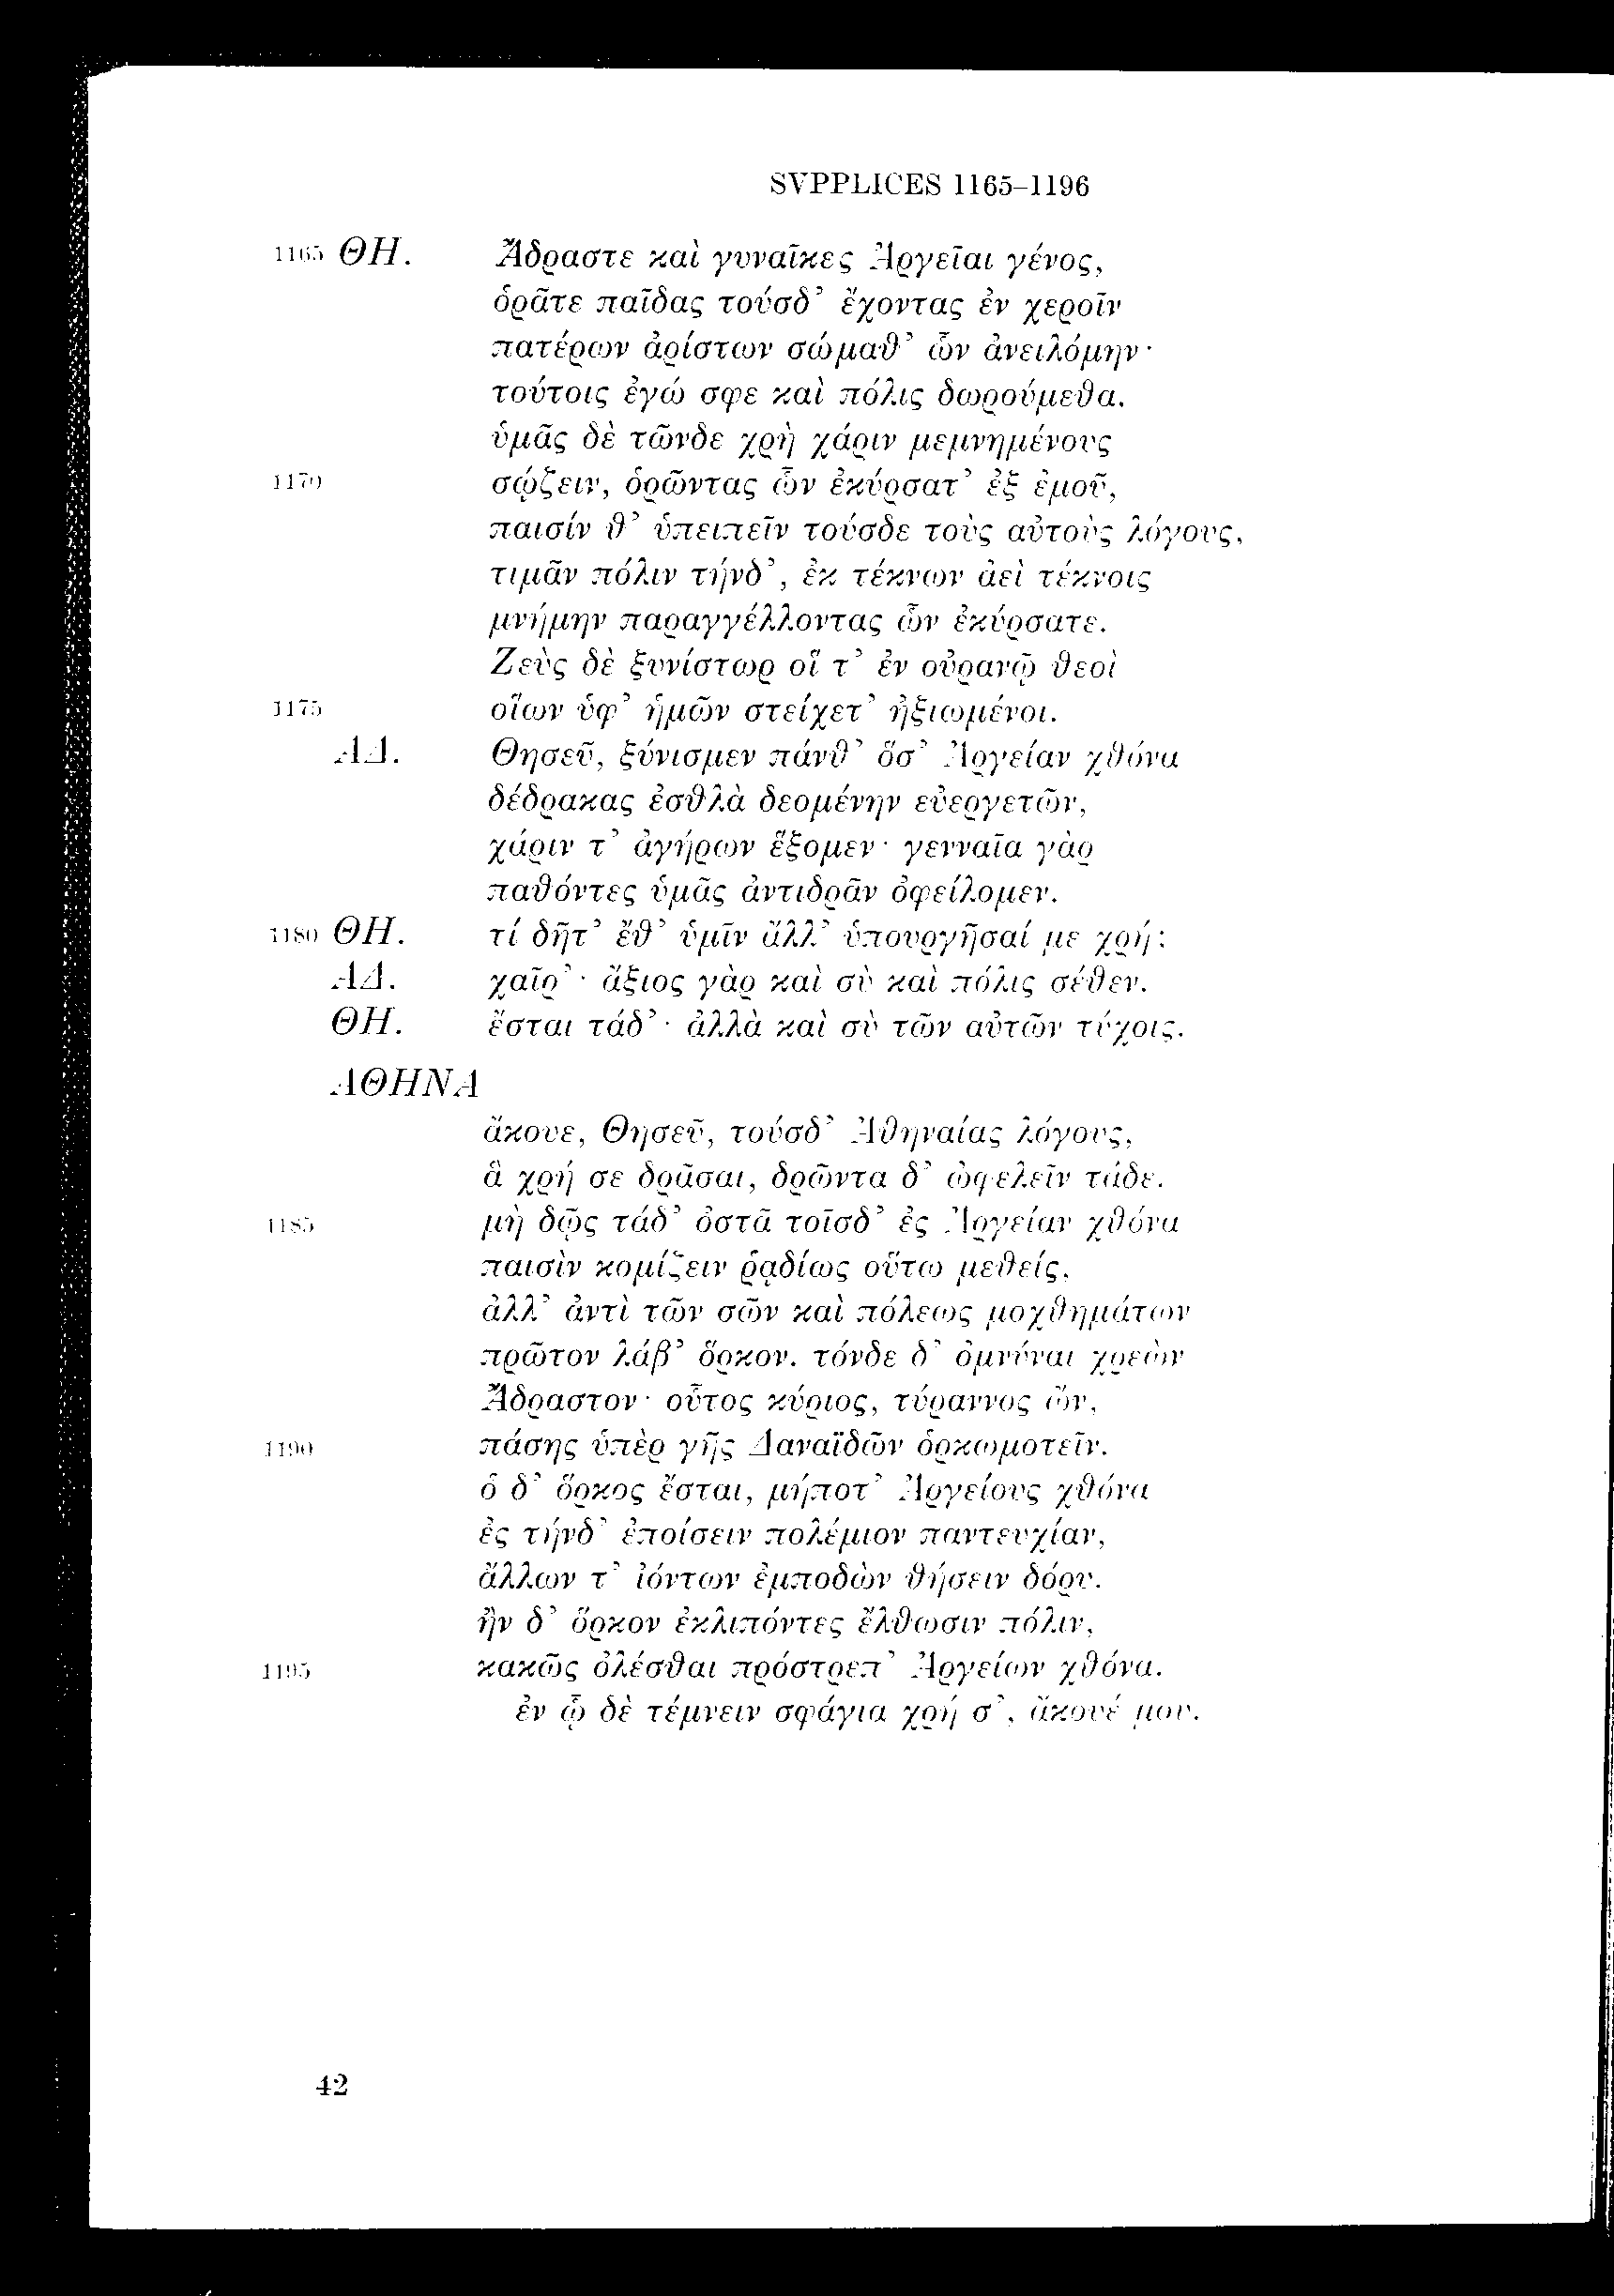 SVPPLICES 1165–1196
1165 ΘΗ. Ἄδραστε καὶ γυναῖκες Ἀργεῖαι γένος,
ὁρᾶτε παῖδας τούσδ’ ἔχοντας ἐν χεροῖν
πατέρων ἀρίστων σώμαθ’ ὧν ἀνειλόμην·
τούτοις ἐγώ σφε καὶ πόλις δωρούμεθα.
ὑμᾶς δὲ τῶνδε χρὴ χάριν μεμνημένους
1170 σῴζειν, ὁρῶντας ὧν ἐκύρσατ’ ἐξ ἐμοῦ,
παισίν θ’ ὑπειπεῖν τούσδε τοὺς αὐτοὺς λόγους,
τιμᾶν πόλιν τήνδ’, ἐκ τέκνων ἀεὶ τέκνοις
μνήμην παραγγέλλοντας ὧν ἐκύρσατε.
Ζεὺς δὲ ξυνίστωρ οἵ τ’ ἐν οὐρανῷ θεοὶ
1175 οἵων ὑφ’ ἡμῶν στείχετ’ ἠξιωμένοι.
ΑΔ. Θησεῦ, ξύνισμεν πάνθ’ ὅσ’ Ἀργείαν χθόνα
δέδρακας ἐσθλὰ δεομένην εὐεργετῶν,
χάριν τ’ ἀγήρων ἕξομεν· γενναῖα γὰρ
παθόντες ὑμᾶς ἀντιδρᾶν ὀφείλομεν.
1180 ΘΗ. τί δῆτ’ ἔθ’ ὑμῖν ἄλλ’ ὑπουργῆσαί με χρή;
ΑΔ. χαῖρ’· ἄξιος γὰρ καὶ σὺ καὶ πόλις σέθεν.
ΘΗ. ἔσται τάδ’· ἀλλὰ καὶ σὺ τῶν αὐτῶν τύχοις.
ΑΘΗΝΑ
ἄκουε, Θησεῦ, τούσδ’ Ἀθηναίας λόγους,
ἃ χρή σε δρᾶσαι, δρῶντα δ’ ὠφελεῖν τάδε.
1185 μὴ δῷς τάδ’ ὀστᾶ τοῖσδ’ ἐς Ἀργείαν χθόνα
παισὶν κομίζειν ῥᾳδίως οὕτω μεθείς,
ἀλλ’ ἀντὶ τῶν σῶν καὶ πόλεως μοχθημάτων
πρῶτον λάβ’ ὅρκον. τόνδε δ’ ὀμνύναι χρεὼν
Ἄδραστον· οὗτος κύριος, τύραννος ὤν,
1190 πάσης ὑπὲρ γῆς Δαναϊδῶν ὁρκωμοτεῖν.
ὁ δ’ ὅρκος ἔσται, μήποτ’ Ἀργείους χθόνα
ἐς τήνδ’ ἐποίσειν πολέμιον παντευχίαν,
ἄλλων τ’ ἰόντων ἐμποδὼν θήσειν δόρυ.
ἢν δ’ ὅρκον ἐκλιπόντες ἔλθωσιν πόλιν,
1195 κακῶς ὀλέσθαι πρόστρεπ’ Ἀργείων χθόνα.
ἐν ᾧ δὲ τέμνειν σφάγια χρή σ’, ἄκουέ μου.
42